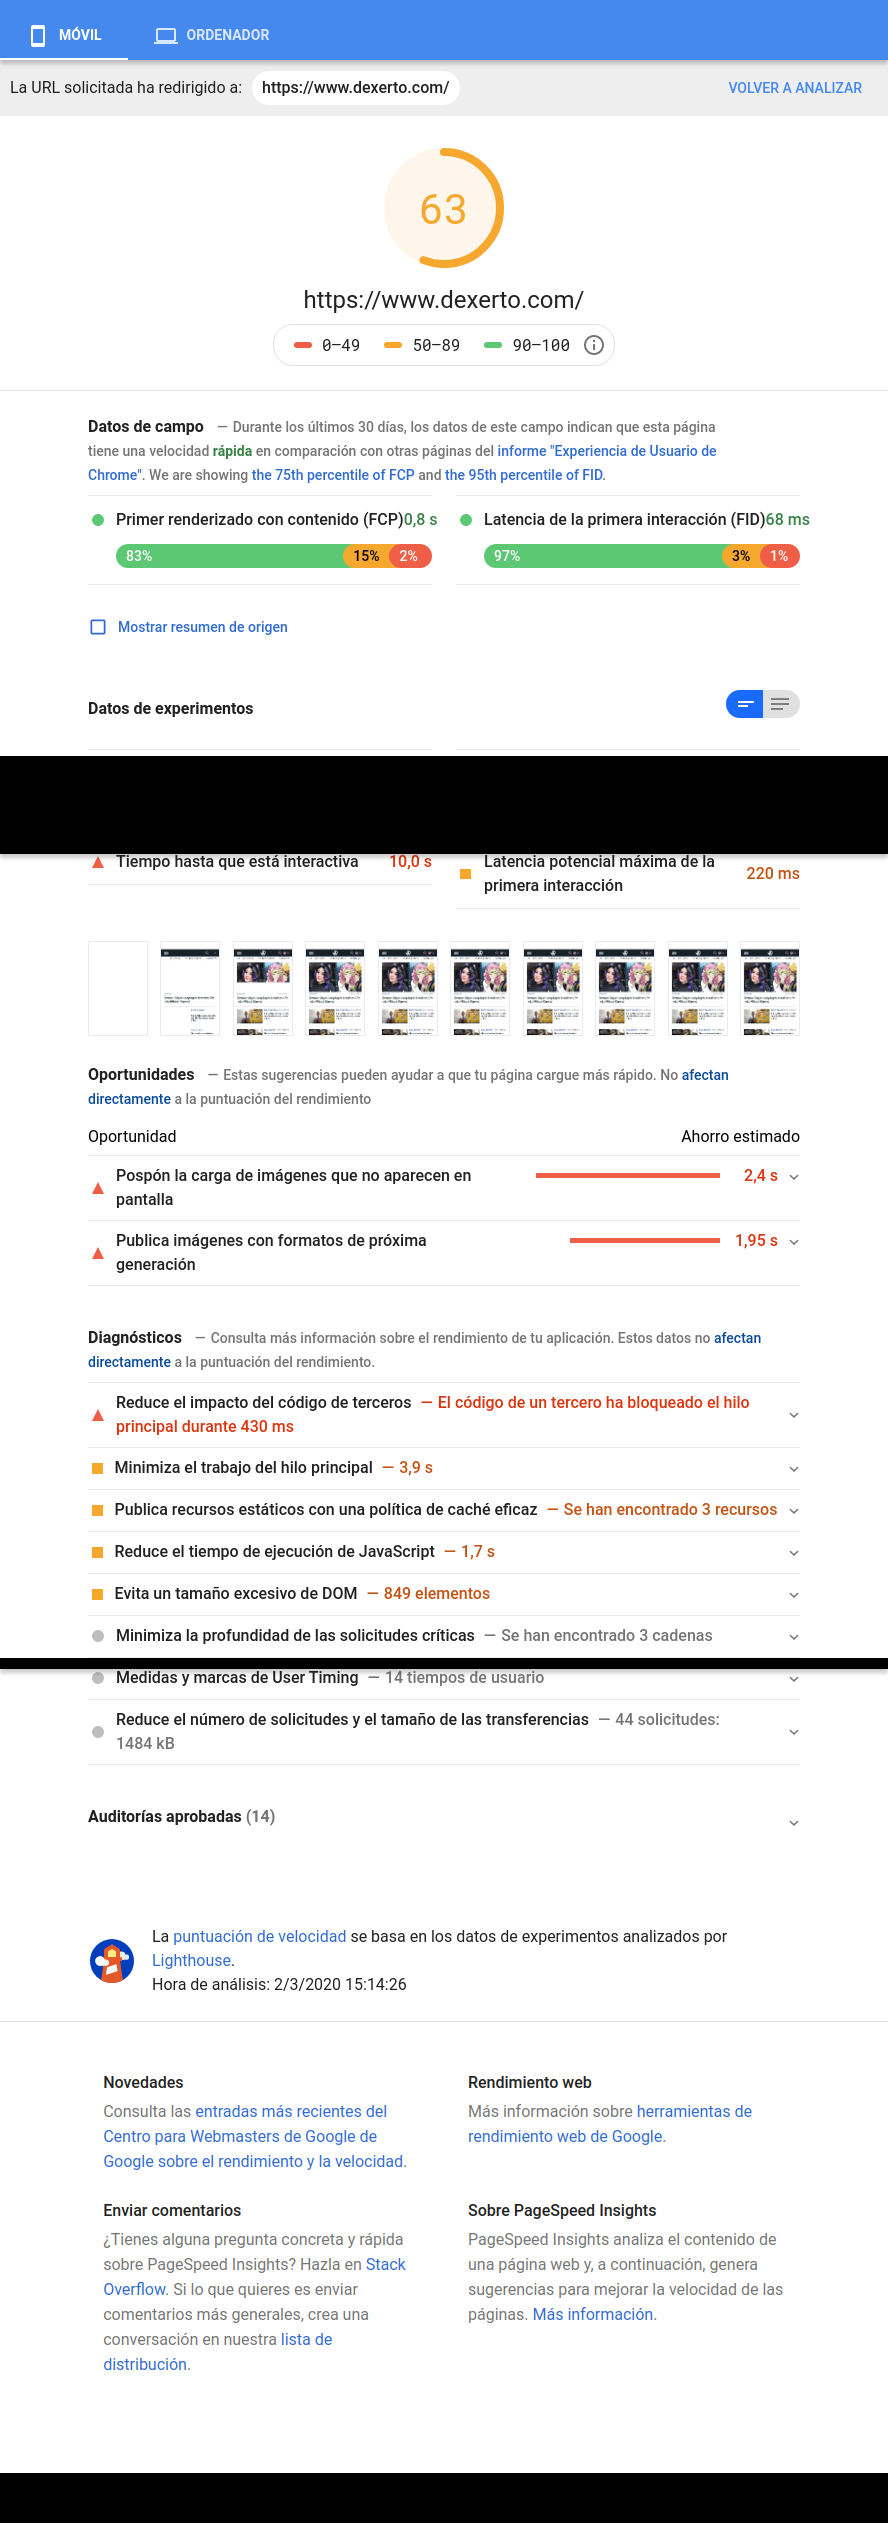 MÓVIL
ORDENADOR
La URL solicitada ha redirigido a: https://www.dexerto.com/
VOLVER A ANALIZAR
63
https://www.dexerto.com/
0–49 50–89 90–100
Datos de campo — Durante los últimos 30 días, los datos de este campo indican que esta página
tiene una velocidad rápida en comparación con otras páginas del informe "Experiencia de Usuario de
Chrome". We are showing the 75th percentile of FCP and the 95th percentile of FID.
Primer renderizado con contenido (FCP) 0,8 s
83% 15% 2%
Latencia de la primera interacción (FID) 68 ms
97% 3% 1%
Mostrar resumen de origen
Datos de experimentos
Tiempo hasta que está interactiva 10,0 s
Latencia potencial máxima de la
primera interacción
220 ms
Oportunidades — Estas sugerencias pueden ayudar a que tu página cargue más rápido. No afectan
directamente a la puntuación del rendimiento
Oportunidad Ahorro estimado
Pospón la carga de imágenes que no aparecen en
pantalla
2,4 s
Publica imágenes con formatos de próxima
generación
1,95 s
Diagnósticos — Consulta más información sobre el rendimiento de tu aplicación. Estos datos no afectan
directamente a la puntuación del rendimiento.
Reduce el impacto del código de terceros — El código de un tercero ha bloqueado el hilo
principal durante 430 ms
Minimiza el trabajo del hilo principal — 3,9 s
Publica recursos estáticos con una política de caché eficaz — Se han encontrado 3 recursos
Reduce el tiempo de ejecución de JavaScript — 1,7 s
Evita un tamaño excesivo de DOM — 849 elementos
Minimiza la profundidad de las solicitudes críticas — Se han encontrado 3 cadenas
Medidas y marcas de User Timing — 14 tiempos de usuario
Reduce el número de solicitudes y el tamaño de las transferencias — 44 solicitudes:
1484 kB
Auditorías aprobadas (14)
La puntuación de velocidad se basa en los datos de experimentos analizados por
Lighthouse.
Hora de análisis: 2/3/2020 15:14:26
Novedades
Consulta las entradas más recientes del
Centro para Webmasters de Google de
Google sobre el rendimiento y la velocidad.
Rendimiento web
Más información sobre herramientas de
rendimiento web de Google.
Enviar comentarios
¿Tienes alguna pregunta concreta y rápida
sobre PageSpeed Insights? Hazla en Stack
Overflow. Si lo que quieres es enviar
comentarios más generales, crea una
conversación en nuestra lista de
distribución.
Sobre PageSpeed Insights
PageSpeed Insights analiza el contenido de
una página web y, a continuación, genera
sugerencias para mejorar la velocidad de las
páginas. Más información.